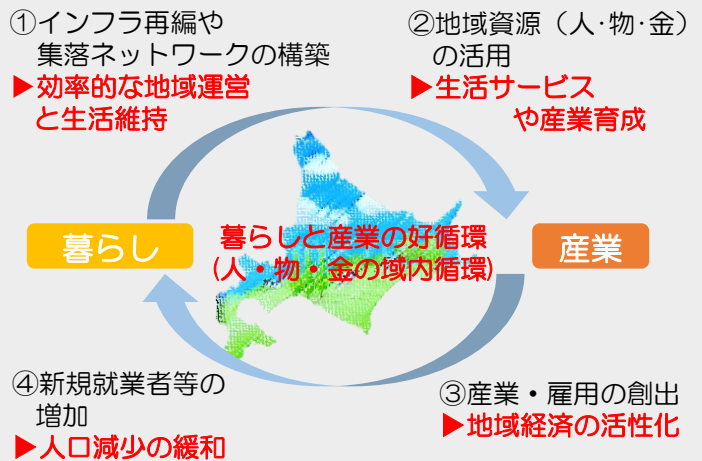 ①インフラ再編や
集落ネットワークの構築
▶効率的な地域運営
と生活維持
②地域資源（人･物･金）
の活用
▶生活サービス
や産業育成
暮らし
暮らしと産業の好循環
(人・物・金の域内循環)
産業
④新規就業者等の
増加
▶人口減少の緩和
③産業・雇用の創出
▶地域経済の活性化